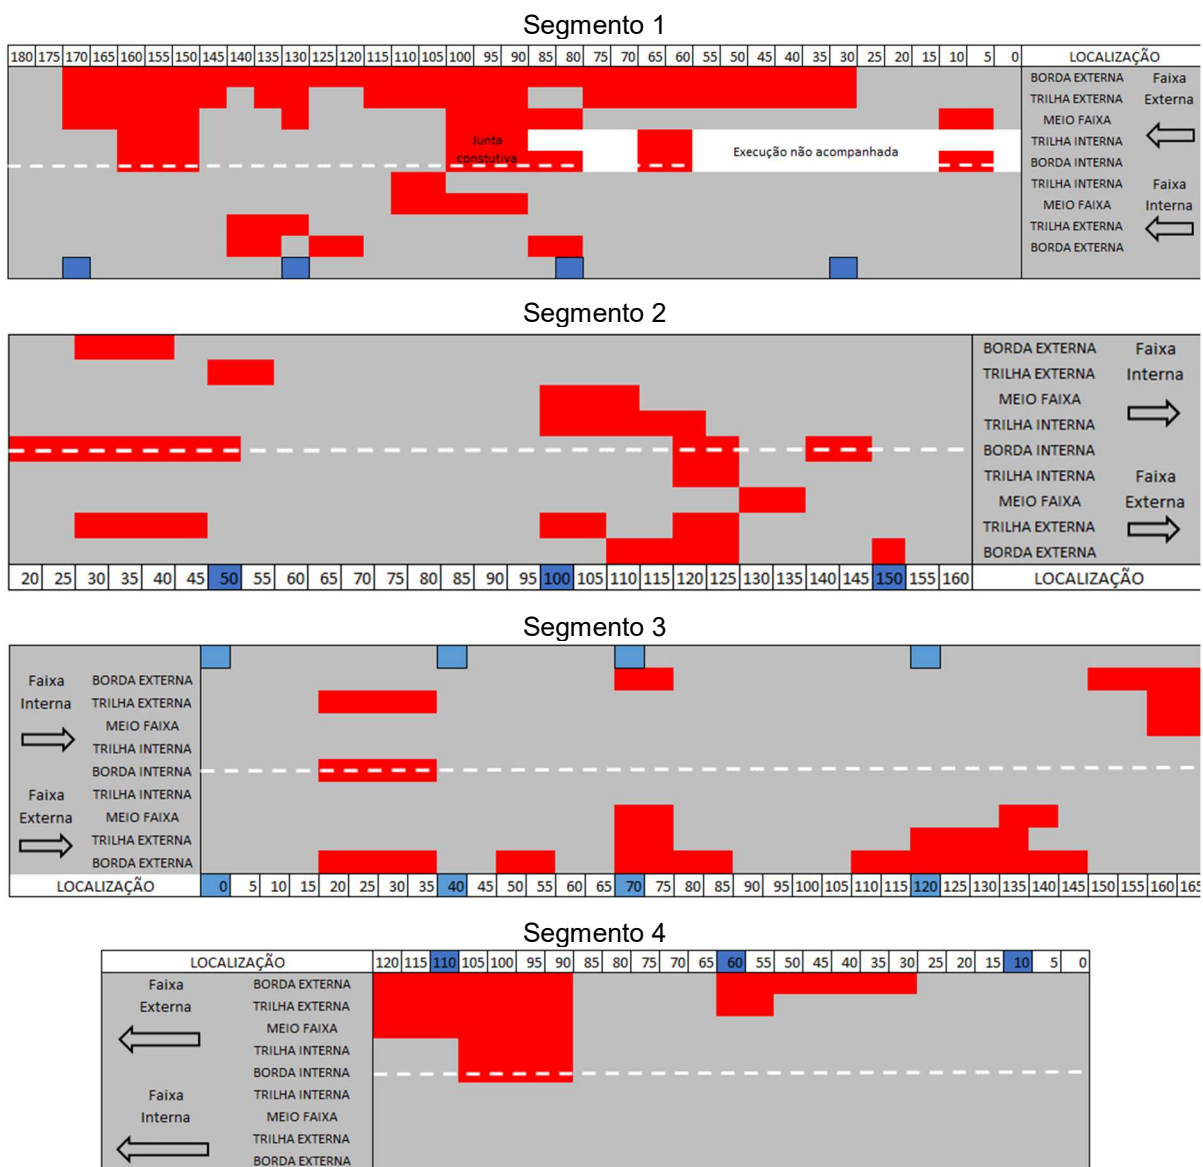 Segmento 1
180 175 170 165 160 155 150 145 140 135 130 125 120 115 110 105 100 95 90 85 80 75 70 65 60 55 50 45 40 35 30 25 20 15 10 5 0 LOCALIZAÇÃO
BORDA EXTERNA Faixa
TRILHA EXTERNA Externa
MEIO FAIXA
Junta TRILHA INTERNA
constutiva Execução não acompanhada BORDA INTERNA
TRILHA INTERNA Faixa
MEIO FAIXA Interna
TRILHA EXTERNA
BORDA EXTERNA
Segmento 2
BORDA EXTERNA Faixa
TRILHA EXTERNA Interna
MEIO FAIXA
TRILHA INTERNA
BORDA INTERNA
TRILHA INTERNA Faixa
MEIO FAIXA Externa
TRILHA EXTERNA
BORDA EXTERNA
20 25 30 35 40 45 50 55 60 65 70 75 80 85 90 95 100 105 110 115 120 125 130 135 140 145 150 155 160 LOCALIZAÇÃO
Segmento 3
Faixa BORDA EXTERNA
Interna TRILHA EXTERNA
MEIO FAIXA
TRILHA INTERNA
BORDA INTERNA
Faixa TRILHA INTERNA
Externa MEIO FAIXA
TRILHA EXTERNA
BORDA EXTERNA
LOCALIZAÇÃO 0 5 10 15 20 25 30 35 40 45 50 55 60 65 70 75 80 85 90 95 100 105 110 115 120 125 130 135 140 145 150 155 160 165
Segmento 4
LOCALIZAÇÃO 120 115 110 105 100 95 90 85 80 75 70 65 60 55 50 45 40 35 30 25 20 15 10 5 0
Faixa BORDA EXTERNA
Externa TRILHA EXTERNA
MEIO FAIXA
TRILHA INTERNA
BORDA INTERNA
Faixa TRILHA INTERNA
Interna MEIO FAIXA
TRILHA EXTERNA
BORDA EXTERNA